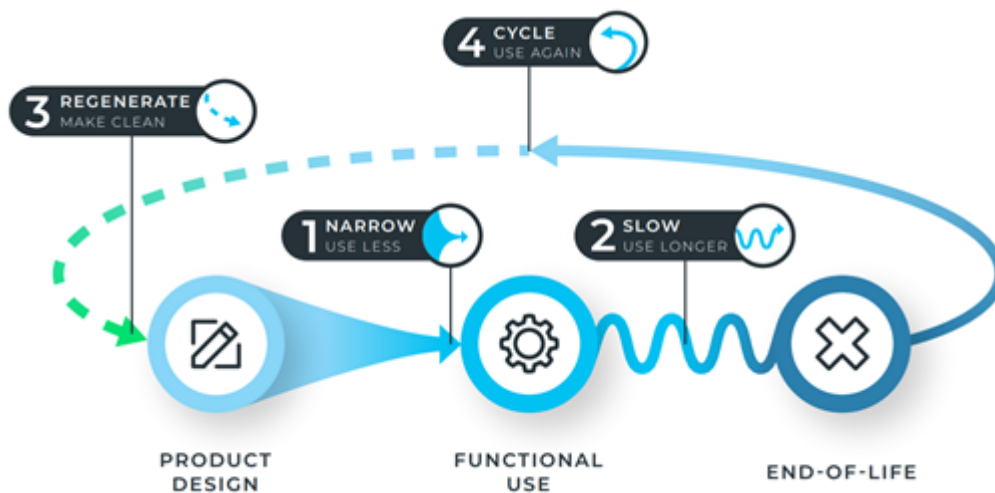 4 CYCLE
USE AGAIN
3 REGENERATE
MAKE CLEAN
1 NARROW
USE LESS
2 SLOW
USE LONGER
PRODUCT
DESIGN
FUNCTIONAL
USE
END-OF-LIFE